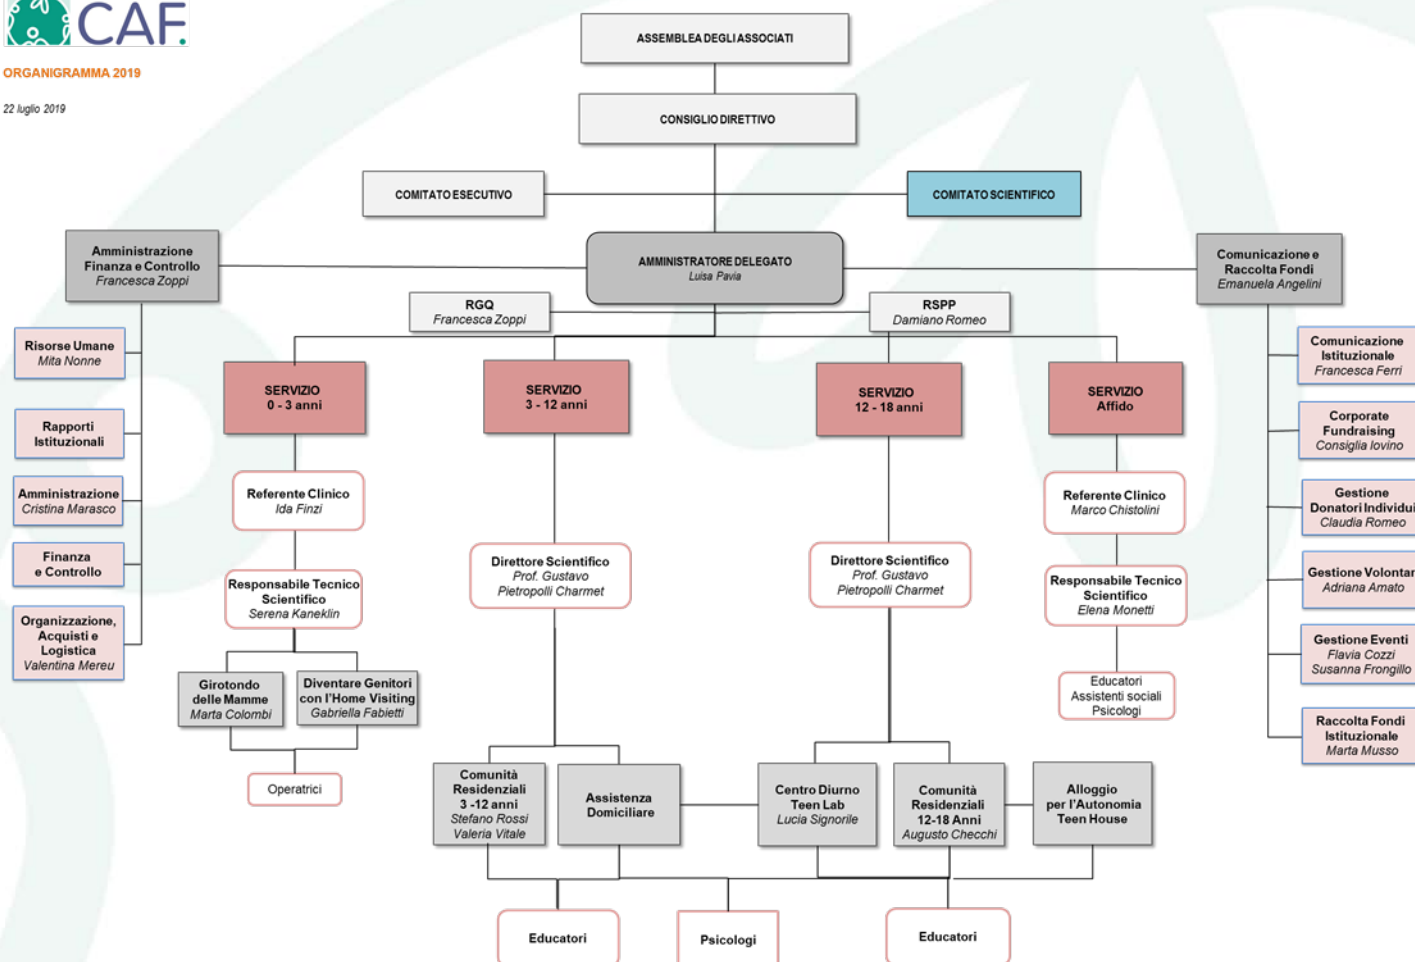 CAF.
ORGANIGRAMMA 2019
22 luglio 2019
ASSEMBLEA DEGLI ASSOCIATI
CONSIGLIO DIRETTIVO
COMITATO ESECUTIVO
COMITATO SCIENTIFICO
Amministrazione
Finanza e Controllo
Francesca Zoppi
AMMINISTRATORE DELEGATO
Luisa Pavia
Comunicazione e
Raccolta Fondi
Emanuela Angelini
RGQ
Francesca Zoppi
RSPP
Damiano Romeo
Risorse Umane
Mita Nonne
Rapporti
Istituzionali
Amministrazione
Cristina Marasco
Finanza
e Controllo
Organizzazione,
Acquisti e
Logistica
Valentina Mereu
SERVIZIO
0 - 3 anni
Referente Clinico
Ida Finzi
Responsabile Tecnico
Scientifico
Serena Kaneklin
Girotondo
delle Mamme
Marta Colombi
Diventare Genitori
con l'Home Visiting
Gabriella Fabietti
Operatrici
SERVIZIO
3 - 12 anni
Direttore Scientifico
Prof. Gustavo
Pietropolli Charmet
Comunità
Residenziali
3 -12 anni
Stefano Rossi
Valeria Vitale
Assistenza
Domiciliare
SERVIZIO
12 - 18 anni
Direttore Scientifico
Prof. Gustavo
Pietropolli Charmet
Centro Diurno
Teen Lab
Lucia Signorile
Comunità
Residenziali
12-18 Anni
Augusto Checchi
Alloggio
per l'Autonomia
Teen House
Educatori
Psicologi
Educatori
SERVIZIO
Affido
Referente Clinico
Marco Chistolini
Responsabile Tecnico
Scientifico
Elena Monetti
Educatori
Assistenti sociali
Psicologi
Comunicazione
Istituzionale
Francesca Ferri
Corporate
Fundraising
Consiglia Iovino
Gestione
Donatori Individui
Claudia Romeo
Gestione Volontar
Adriana Amato
Gestione Eventi
Flavia Cozzi
Susanna Frongillo
Raccolta Fondi
Istituzionale
Marta Musso